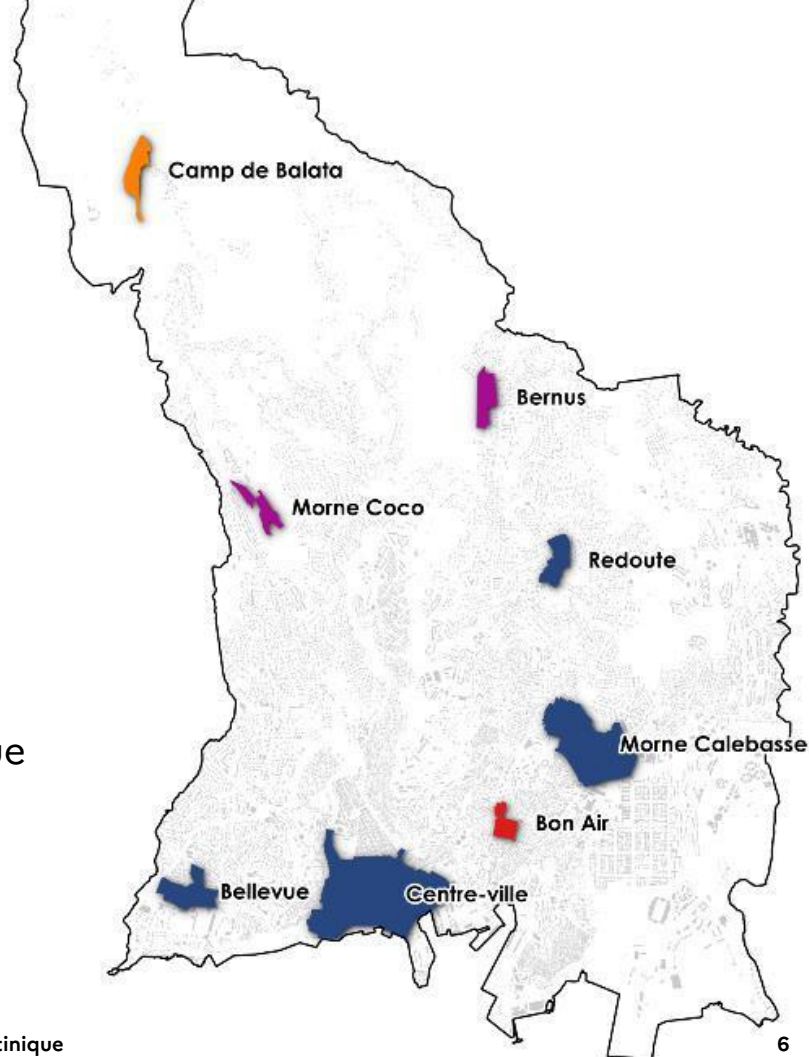 Camp de Balata
Bernus
Morne Coco
Redoute
Morne Calebasse
Bon Air
Bellevue
Centre-ville
6